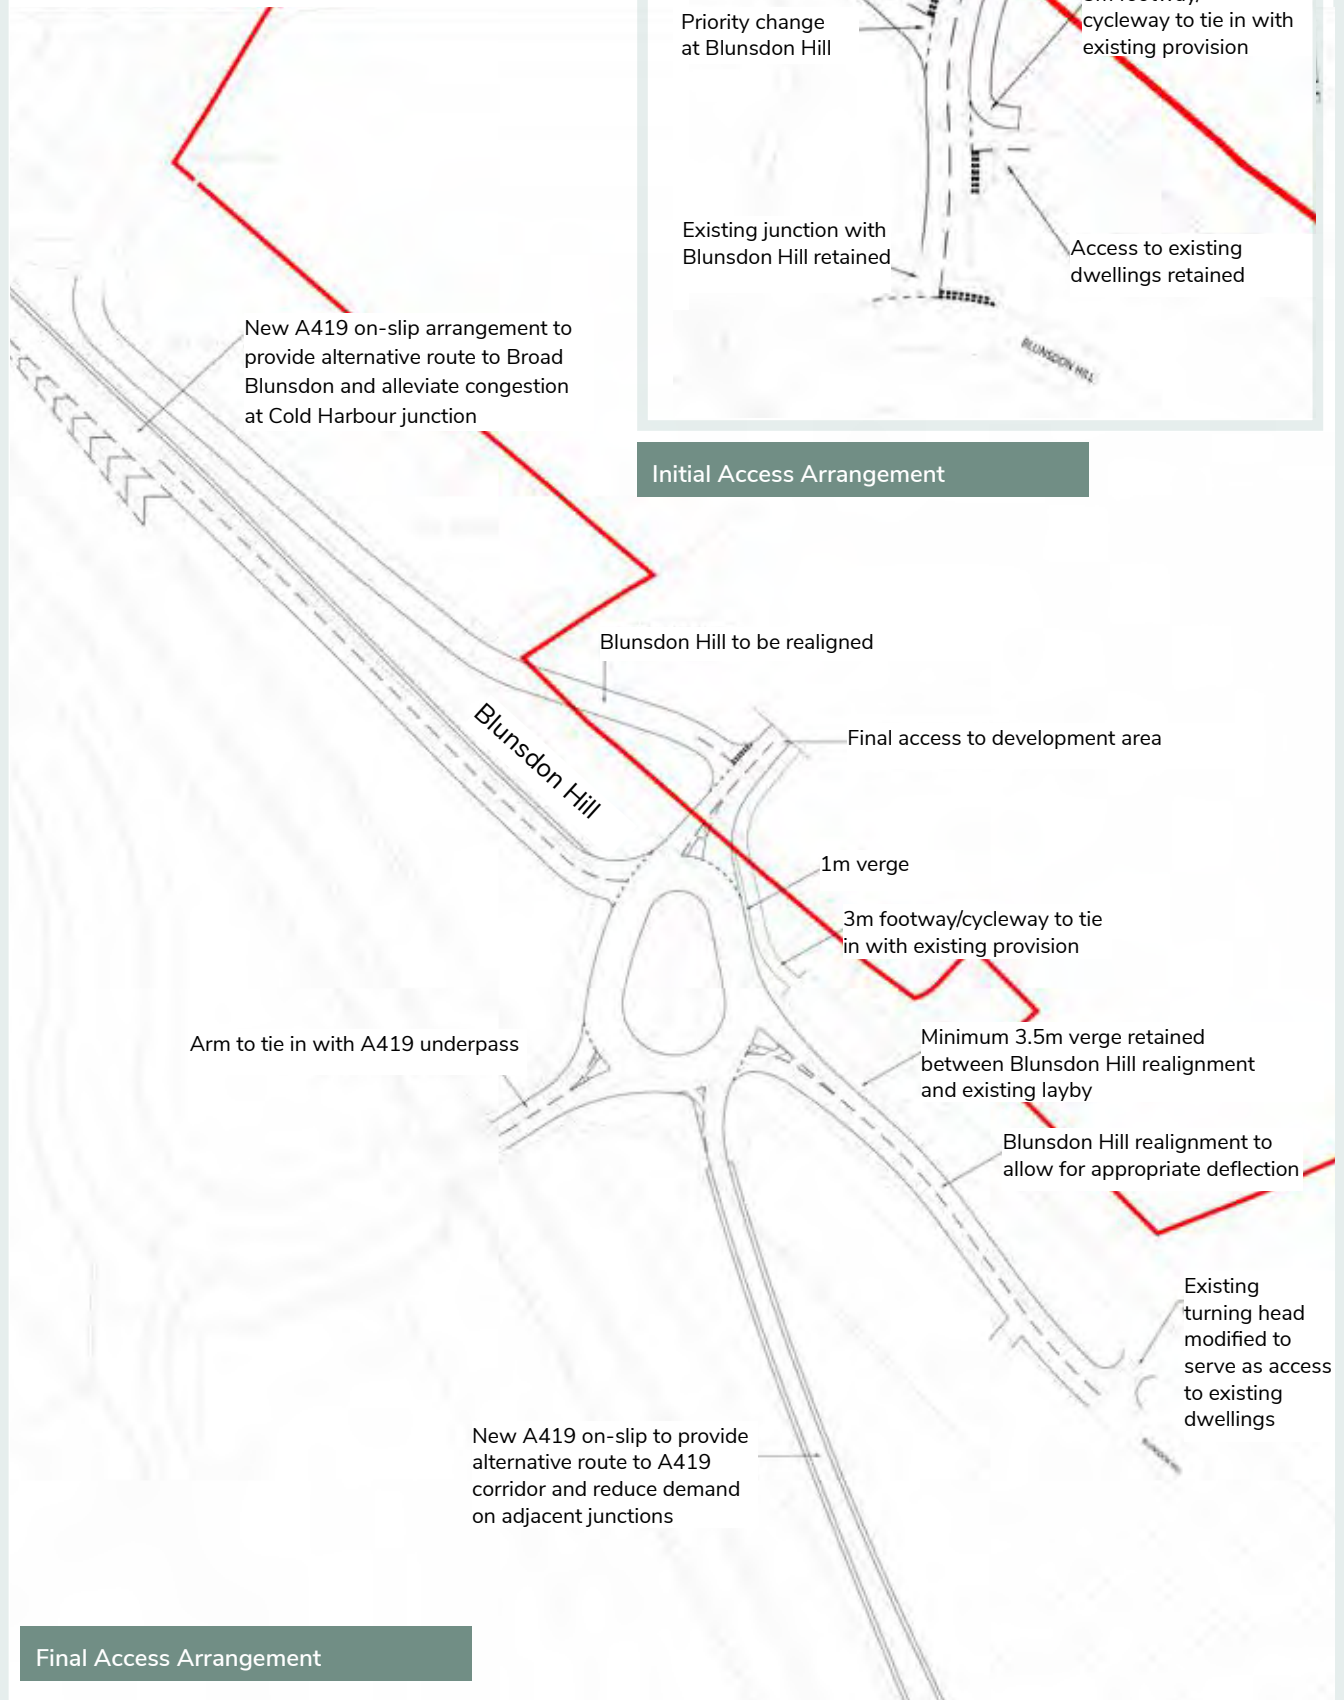 Priority change
at Blunsdon Hill
cycleway to tie in with
existing provision
Existing junction with
Blunsdon Hill retained
Access to existing
dwellings retained
BLUNSDON HILL
Initial Access Arrangement
New A419 on-slip arrangement to
provide alternative route to Broad
Blunsdon and alleviate congestion
at Cold Harbour junction
Blunsdon Hill to be realigned
Blunsdon Hill
Final access to development area
1m verge
3m footway/cycleway to tie
in with existing provision
Arm to tie in with A419 underpass
Minimum 3.5m verge retained
between Blunsdon Hill realignment
and existing layby
Blunsdon Hill realignment to
allow for appropriate deflection
Existing
turning head
modified to
serve as access
to existing
dwellings
BLUNSDON HILL
New A419 on-slip to provide
alternative route to A419
corridor and reduce demand
on adjacent junctions
Final Access Arrangement